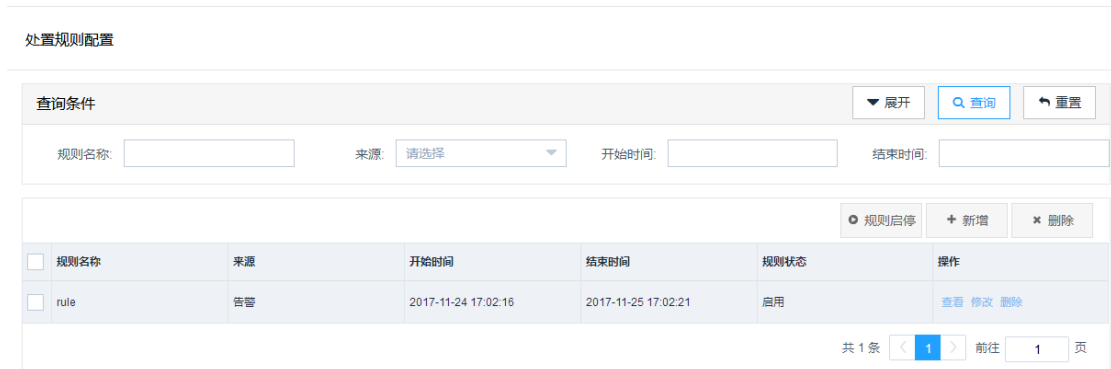 处置规则配置
查询条件 展开 查询 重置
规则名称: 来源: 请选择 开始时间: 结束时间:
规则启停 新增 删除
规则名称 来源 开始时间 结束时间 规则状态 操作
rule 告警 2017-11-24 17:02:16 2017-11-25 17:02:21 启用 查看 修改 删除
共 1 条 1 前往 1 页